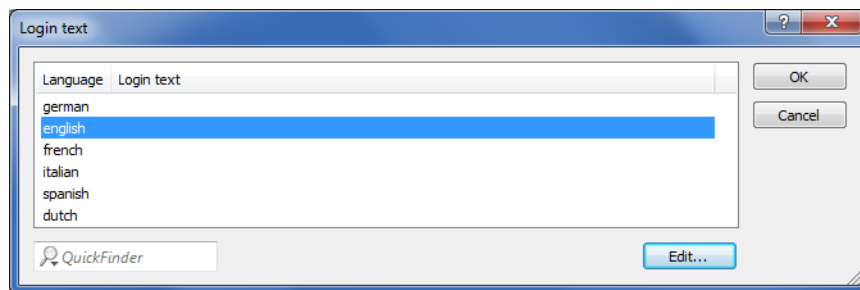 Login text
Language Login text
OK
german
english
Cancel
french
italian
spanish
dutch
QuickFinder
Edit...